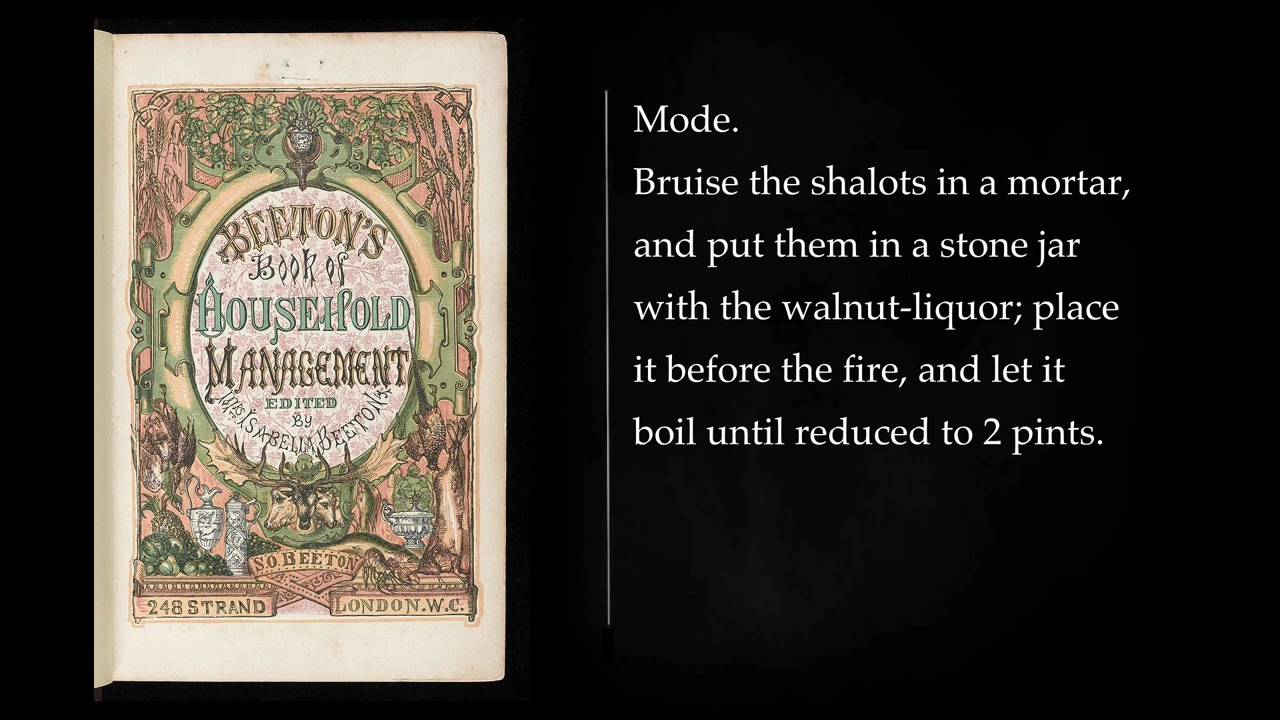 BEETON'S
Book of
HOUSEHOLD
MANAGEMENT
EDITED
BY
MRS ISABELLA BEETON
S.O. BEETON
248 STRAND
LONDON. W.C.
Mode.
Bruise the shalots in a mortar,
and put them in a stone jar
with the walnut-liquor; place
it before the fire, and let it
boil until reduced to 2 pints.